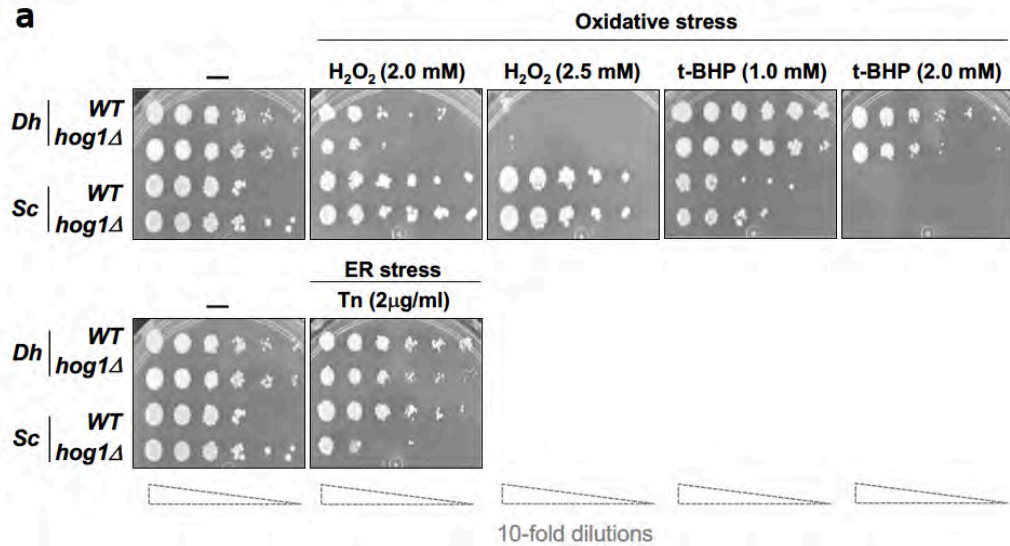 a
Oxidative stress
— H₂O₂ (2.0 mM) H₂O₂ (2.5 mM) t-BHP (1.0 mM) t-BHP (2.0 mM)
Dh WT
hog1Δ
Sc WT
hog1Δ
ER stress
— Tn (2μg/ml)
Dh WT
hog1Δ
Sc WT
hog1Δ
10-fold dilutions